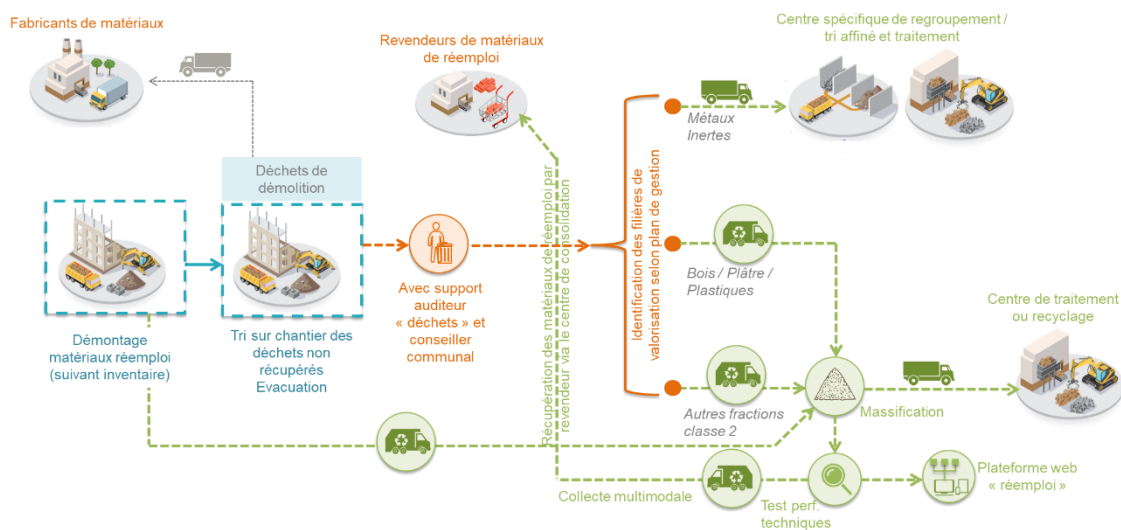 Fabricants de matériaux
Revendeurs de matériaux
de réemploi
Centre spécifique de regroupement /
tri affiné et traitement
Métaux
Inertes
Déchets de
démolition
Démontage
matériaux réemploi
(suivant inventaire)
Tri sur chantier des
déchets non
récupérés
Evacuation
Avec support
auditeur
« déchets » et
conseiller
communal
Récupération des matériaux de réemploi par
revendeur via le centre de consolidation
Identification des filières de
valorisation selon plan de gestion
Bois / Plâtre /
Plastiques
Autres fractions
classe 2
Massification
Centre de traitement
ou recyclage
Collecte multimodale
Test perf.
techniques
Plateforme web
« réemploi »